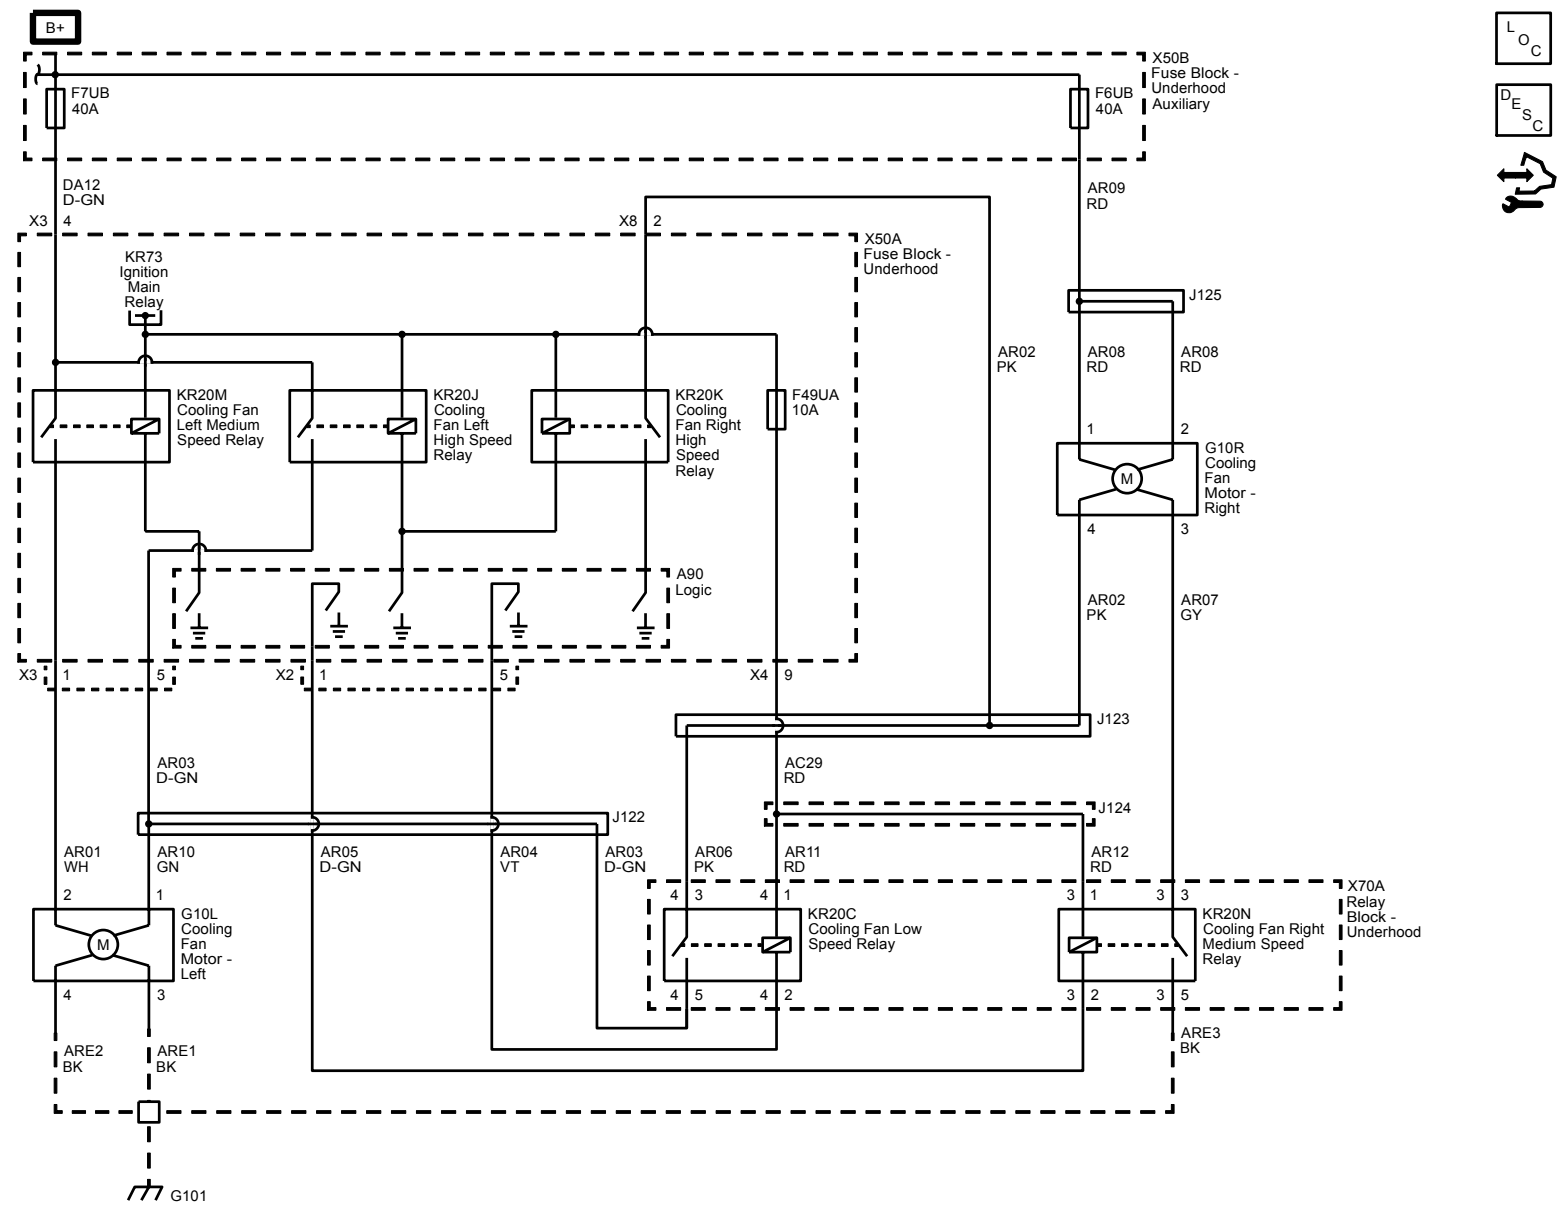 B+
L
O
C
D
E
S
C
X50B
Fuse Block -
Underhood
Auxiliary
F7UB
40A
F6UB
40A
DA12
D-GN
AR09
RD
X3 4
X8 2
X50A
Fuse Block -
Underhood
KR73
Ignition
Main
Relay
J125
AR02
PK
AR08
RD
AR08
RD
KR20M
Cooling Fan
Left Medium
Speed Relay
KR20J
Cooling
Fan Left
High Speed
Relay
KR20K
Cooling
Fan Right
High
Speed
Relay
F49UA
10A
1 2
G10R
Cooling
Fan
Motor -
Right
M
4 3
A90
Logic
AR02
PK
AR07
GY
X3 1 5
X2 1 5
X4 9
J123
AR03
D-GN
AC29
RD
J122
J124
AR01
WH
AR10
GN
AR05
D-GN
AR04
VT
AR03
D-GN
AR06
PK
AR11
RD
AR12
RD
2 1
4 3 4 1
3 1 3 3
X70A
Relay
Block -
Underhood
G10L
Cooling
Fan
Motor -
Left
M
KR20C
Cooling Fan Low
Speed Relay
KR20N
Cooling Fan Right
Medium Speed
Relay
4 3
4 5 4 2
3 2 3 5
ARE2
BK
ARE1
BK
ARE3
BK
G101